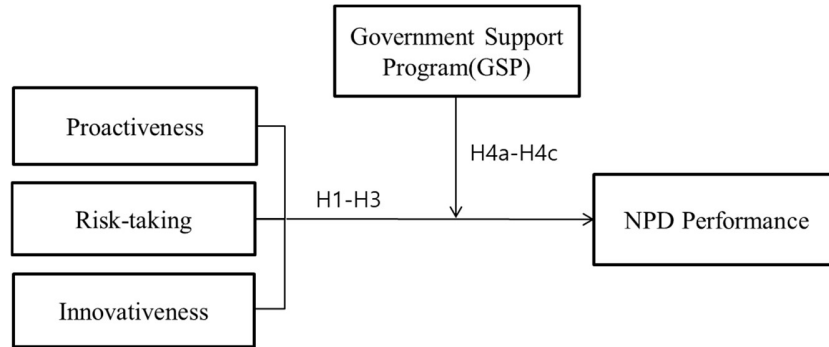 Government Support
Program(GSP)
Proactiveness
H4a-H4c
Risk-taking
H1-H3
NPD Performance
Innovativeness